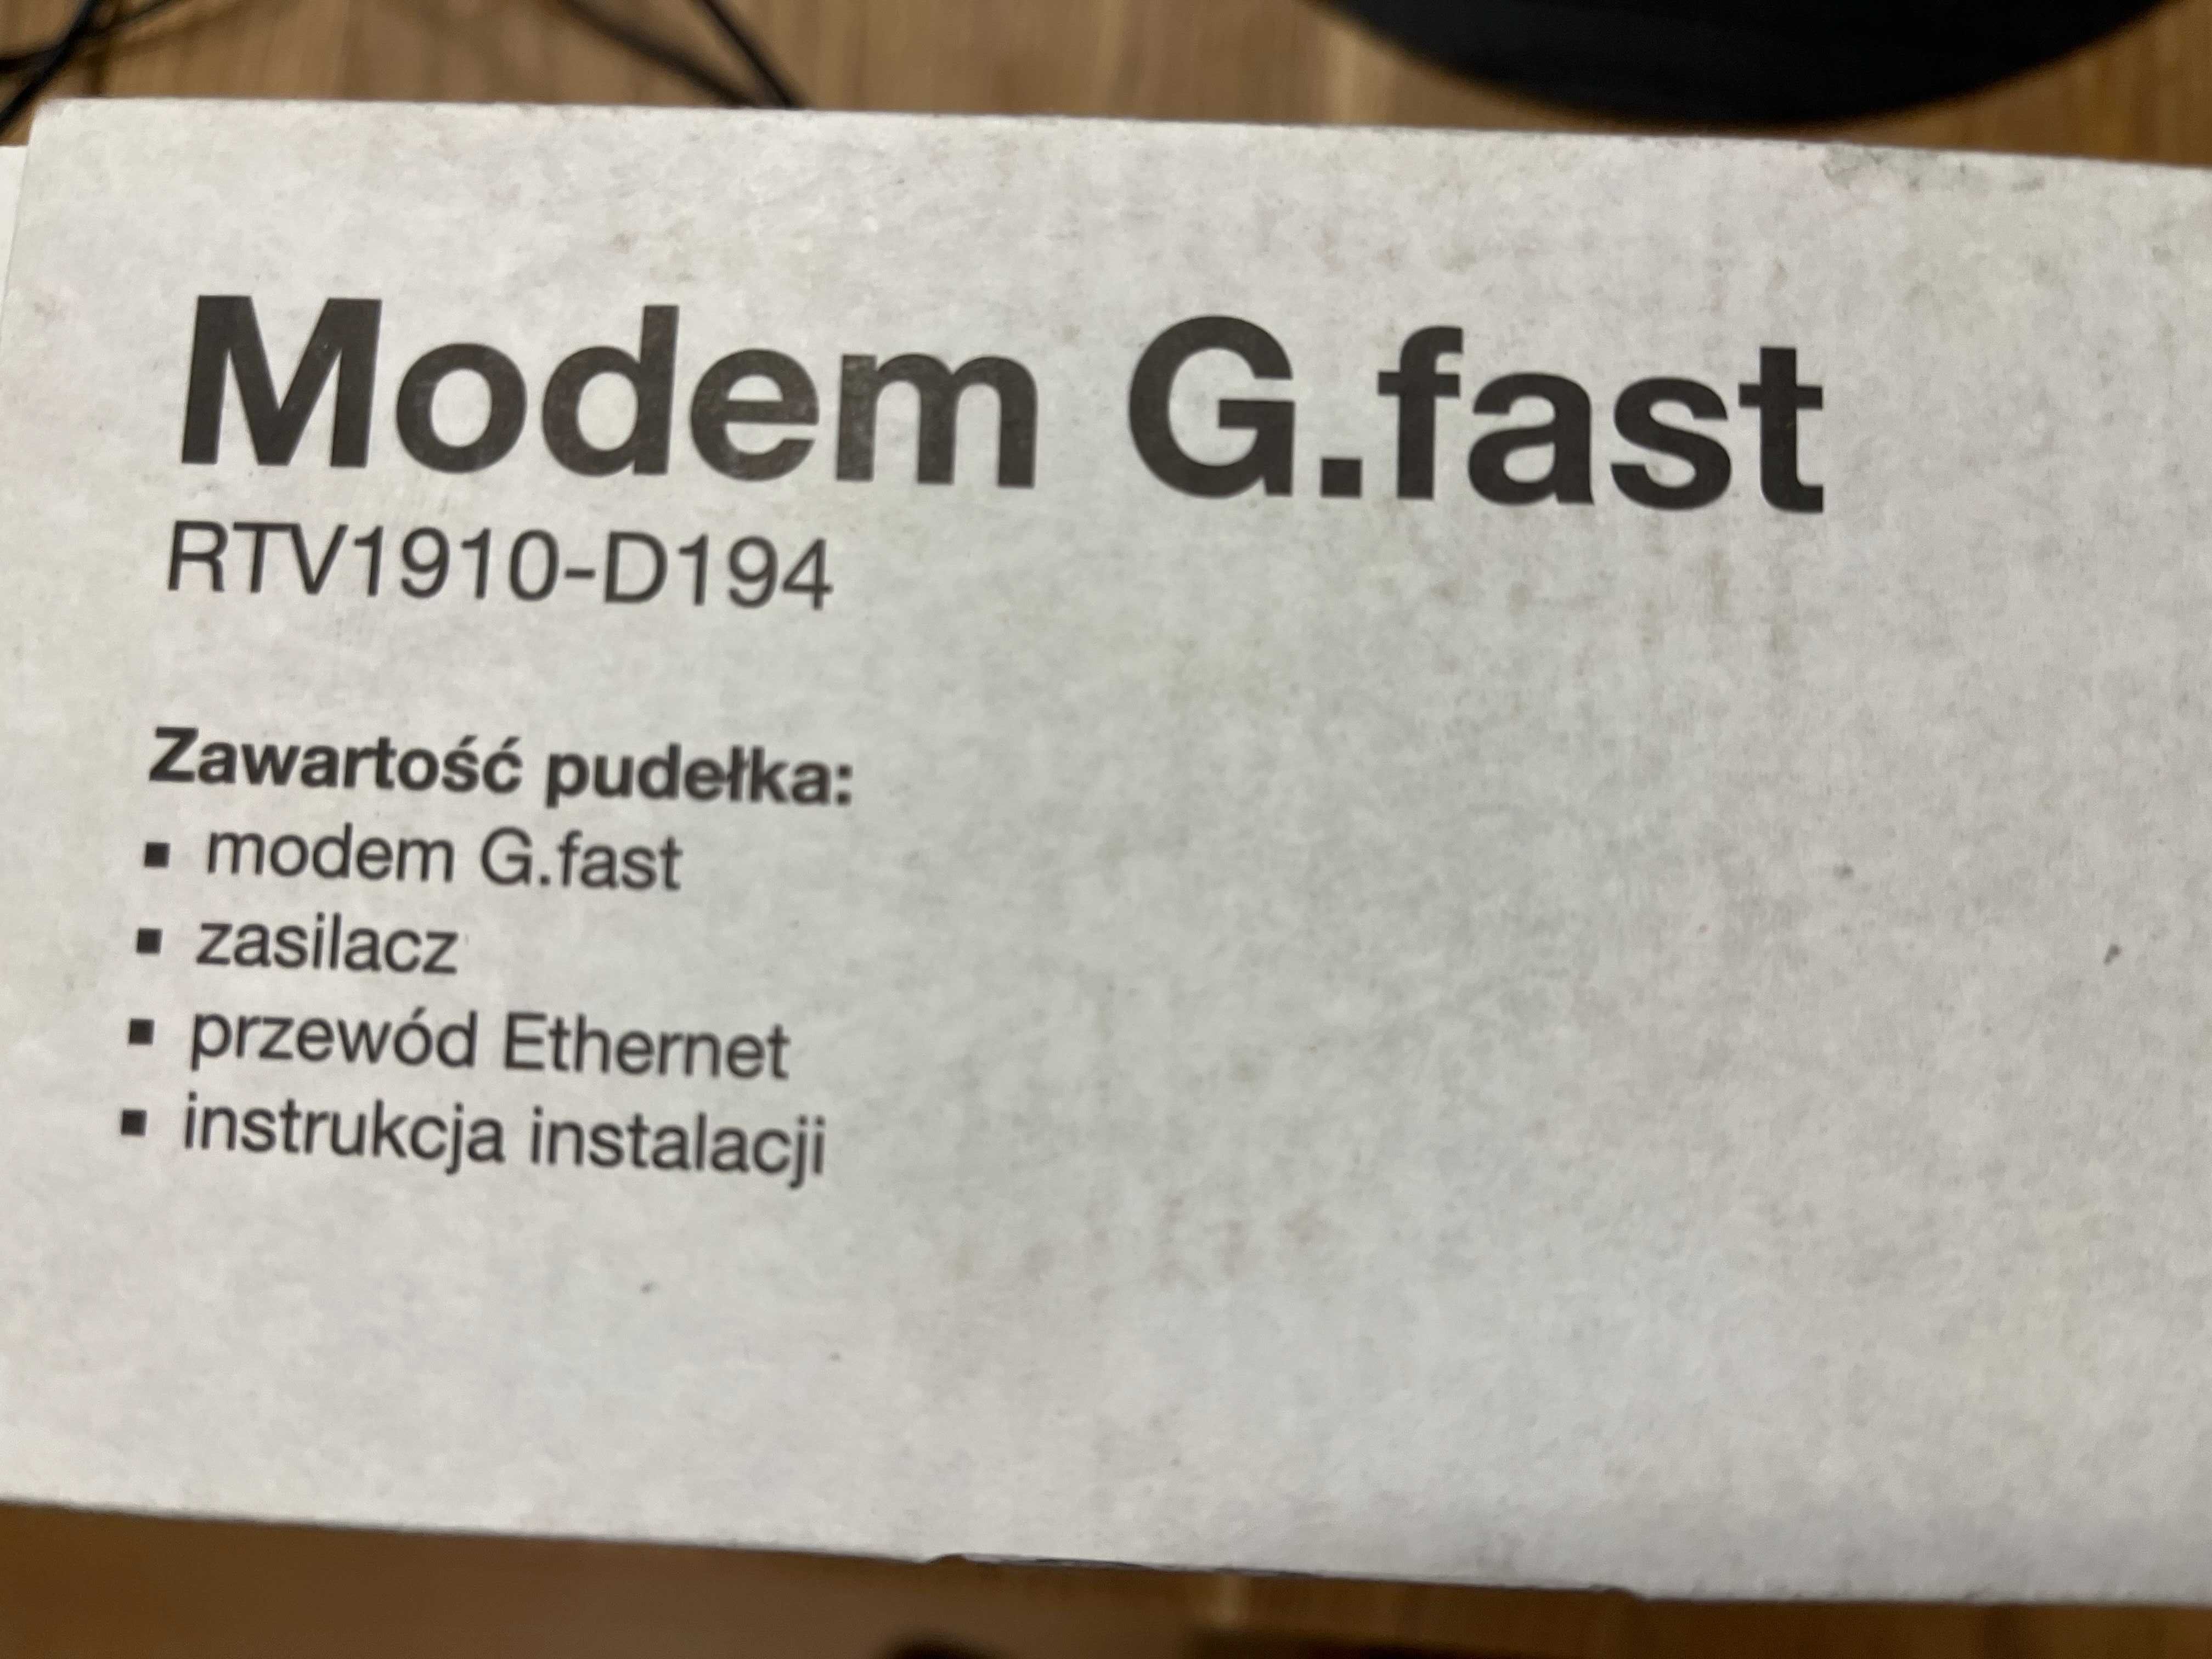 Modem G.fast
RTV1910-D194
Zawartość pudełka:
▪ modem G.fast
▪ zasilacz
▪ przewód Ethernet
▪ instrukcja instalacji